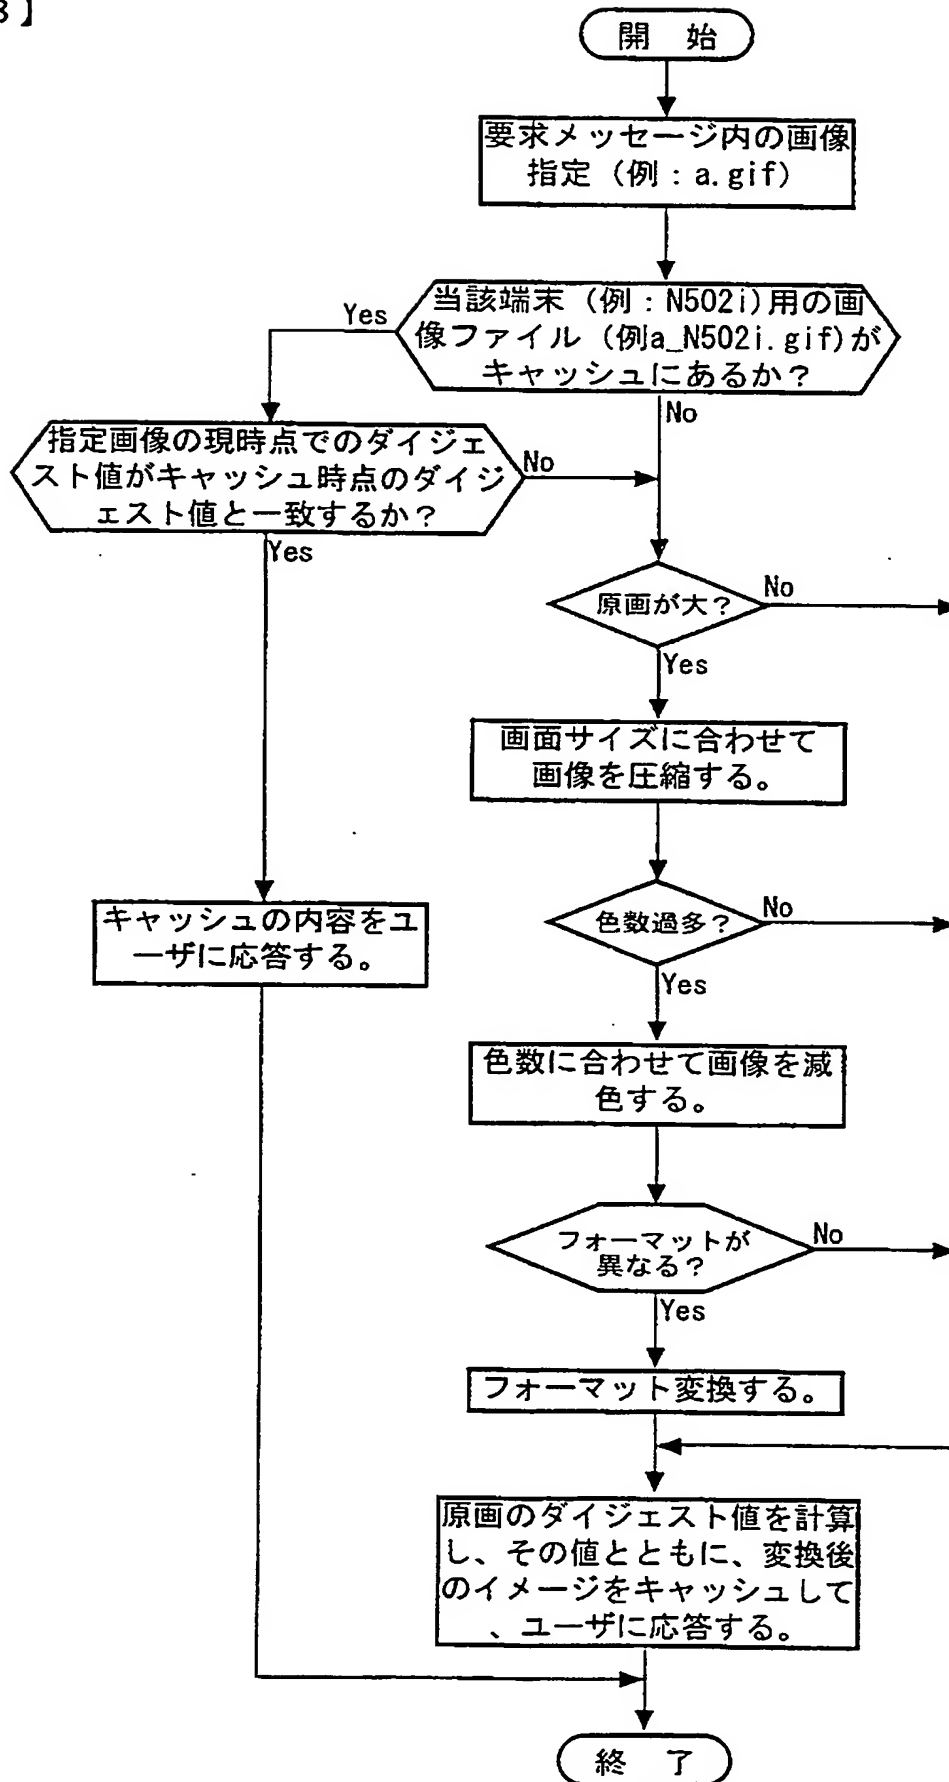 3】
開　始
要求メッセージ内の画像
指定（例：a.gif）
当該端末（例：N502i)用の画
像ファイル（例a_N502i.gif)が
キャッシュにあるか？
Yes
No
指定画像の現時点でのダイジェ
スト値がキャッシュ時点のダイジ
ェスト値と一致するか？
No
Yes
原画が大？
No
Yes
画面サイズに合わせて
画像を圧縮する。
色数過多？
No
Yes
キャッシュの内容をユ
ーザに応答する。
色数に合わせて画像を減
色する。
フォーマットが
異なる？
No
Yes
フォーマット変換する。
原画のダイジェスト値を計算
し、その値とともに、変換後
のイメージをキャッシュして
、ユーザに応答する。
終　了